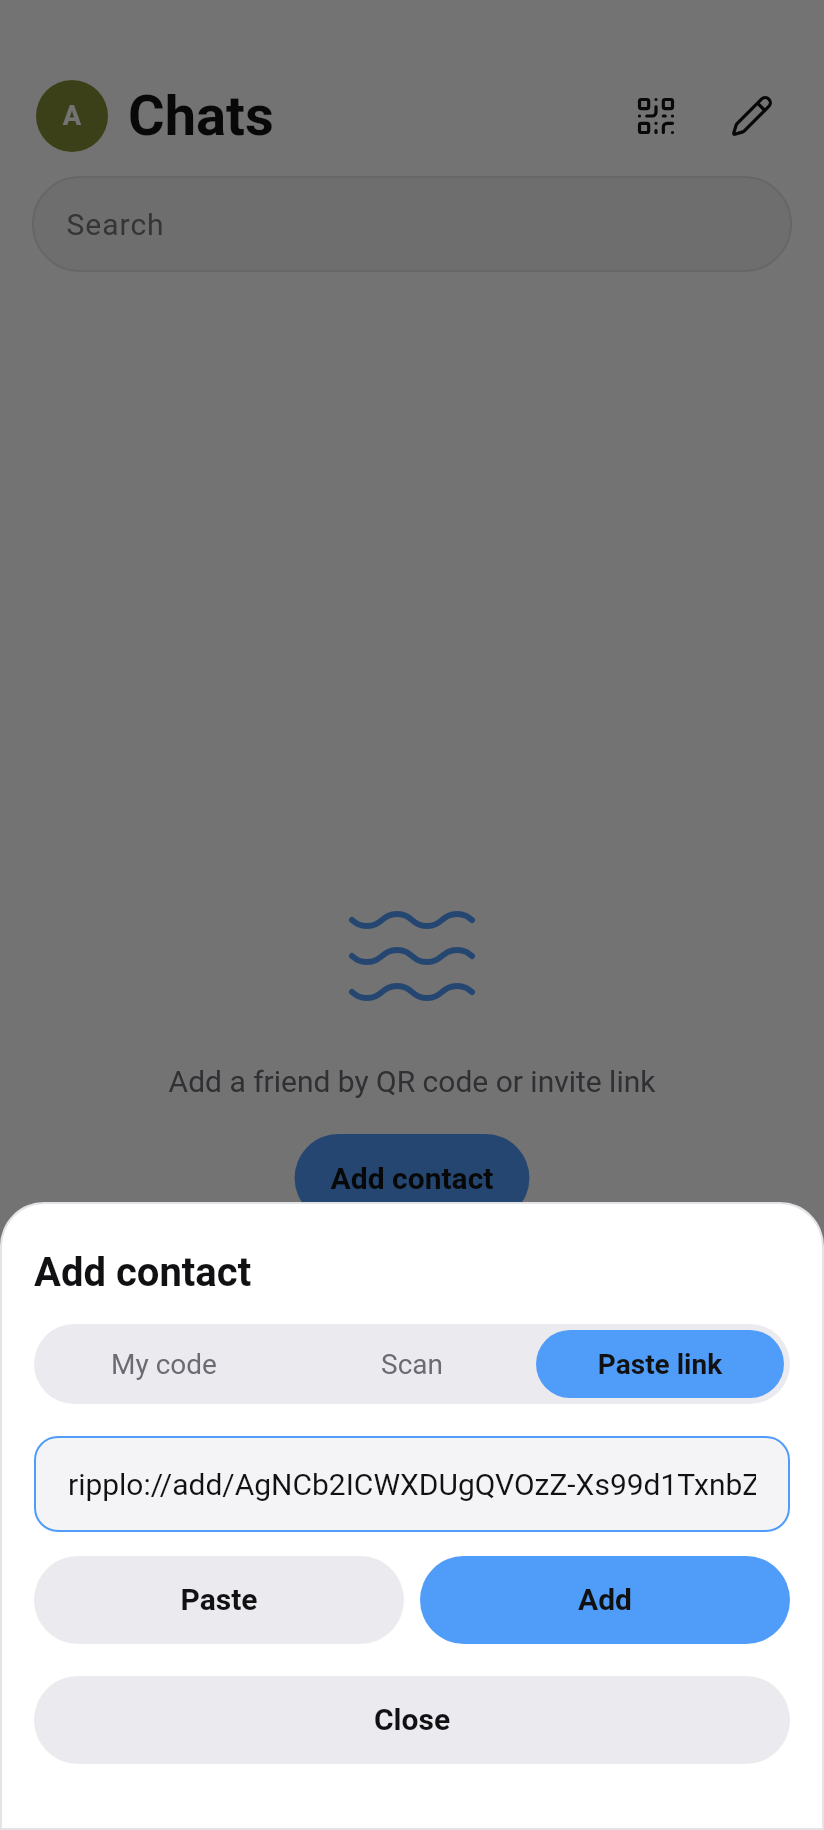 A
Chats
Search
Add a friend by QR code or invite link
Add contact
Add contact
My code
Scan
Paste link
ripplo://add/AgNCb2ICWXDUgQVOzZ-Xs99d1TxnbZ
Paste
Add
Close